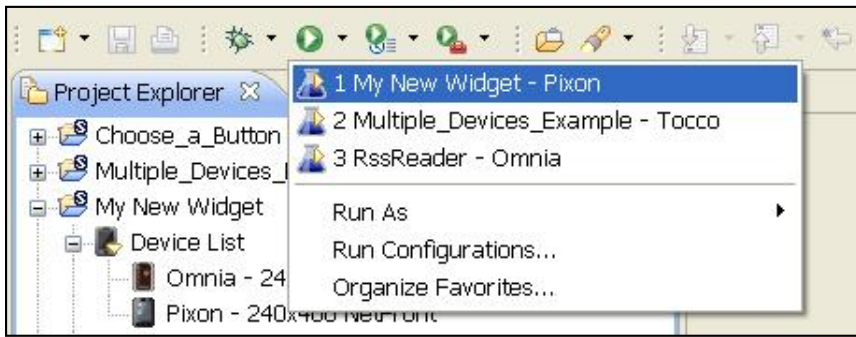 Project Explorer
Choose_a_Button
Multiple_Devices_
My New Widget
Device List
Omnia - 24
Pixon - 240x400 NetFront
1 My New Widget - Pixon
2 Multiple_Devices_Example - Tocco
3 RssReader - Omnia
Run As
Run Configurations...
Organize Favorites...